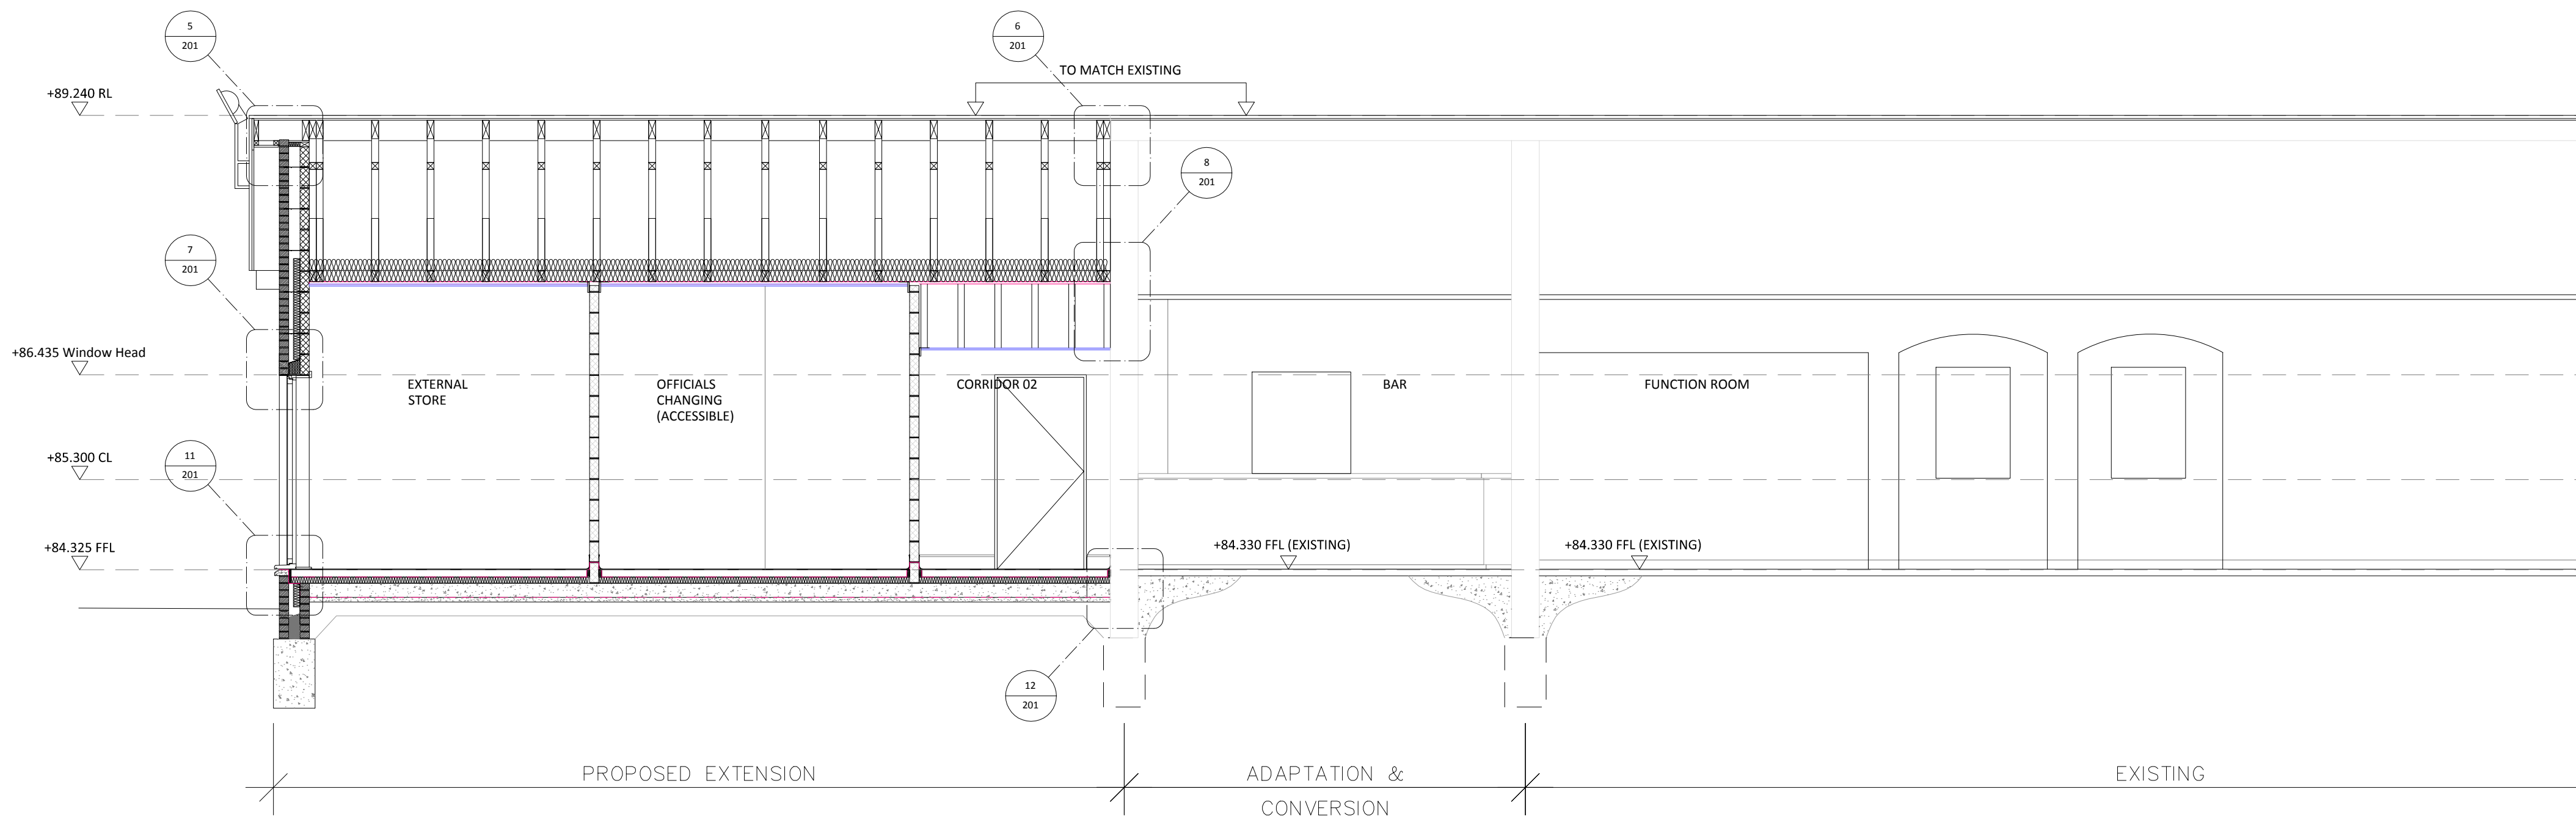 5
201
6
201
TO MATCH EXISTING
+89.240 RL
8
201
7
201
+86.435 Window Head
EXTERNAL
STORE
OFFICIALS
CHANGING
(ACCESSIBLE)
CORRIDOR 02
BAR
FUNCTION ROOM
+85.300 CL
11
201
+84.325 FFL
+84.330 FFL (EXISTING)
+84.330 FFL (EXISTING)
12
201
PROPOSED EXTENSION
ADAPTATION &
CONVERSION
EXISTING